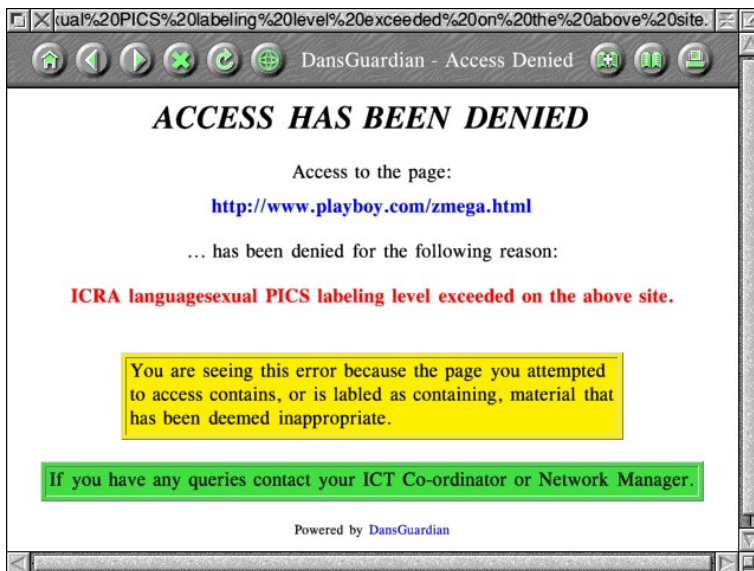 xual%20PICS%20labeling%20level%20exceeded%20on%20the%20above%20site.
DansGuardian - Access Denied
ACCESS HAS BEEN DENIED
Access to the page:
http://www.playboy.com/zmega.html
... has been denied for the following reason:
ICRA languagesexual PICS labeling level exceeded on the above site.
You are seeing this error because the page you attempted
to access contains, or is labled as containing, material that
has been deemed inappropriate.
If you have any queries contact your ICT Co-ordinator or Network Manager.
Powered by DansGuardian